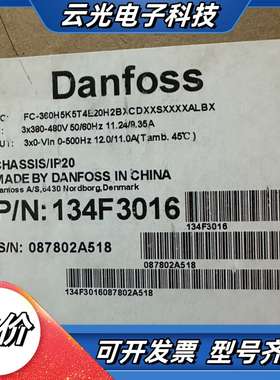 云光电子科技
Danfoss
FC-360H5K5T4E20H2BXCDXXSXXXXALBX
3x380-480V 50/60Hz 11.24/9.35A
3x0-Vin 0-500Hz 12.0/11.0A(Tamb. 45℃)
CHASSIS/IP20
MADE BY DANFOSS IN CHINA
Danfoss A/S,6430 Nordborg,Denmark
P/N: 134F3016
134F3016
S/N: 087802A518
087802A518
134F3016087802A518
价
可开发票 型号齐